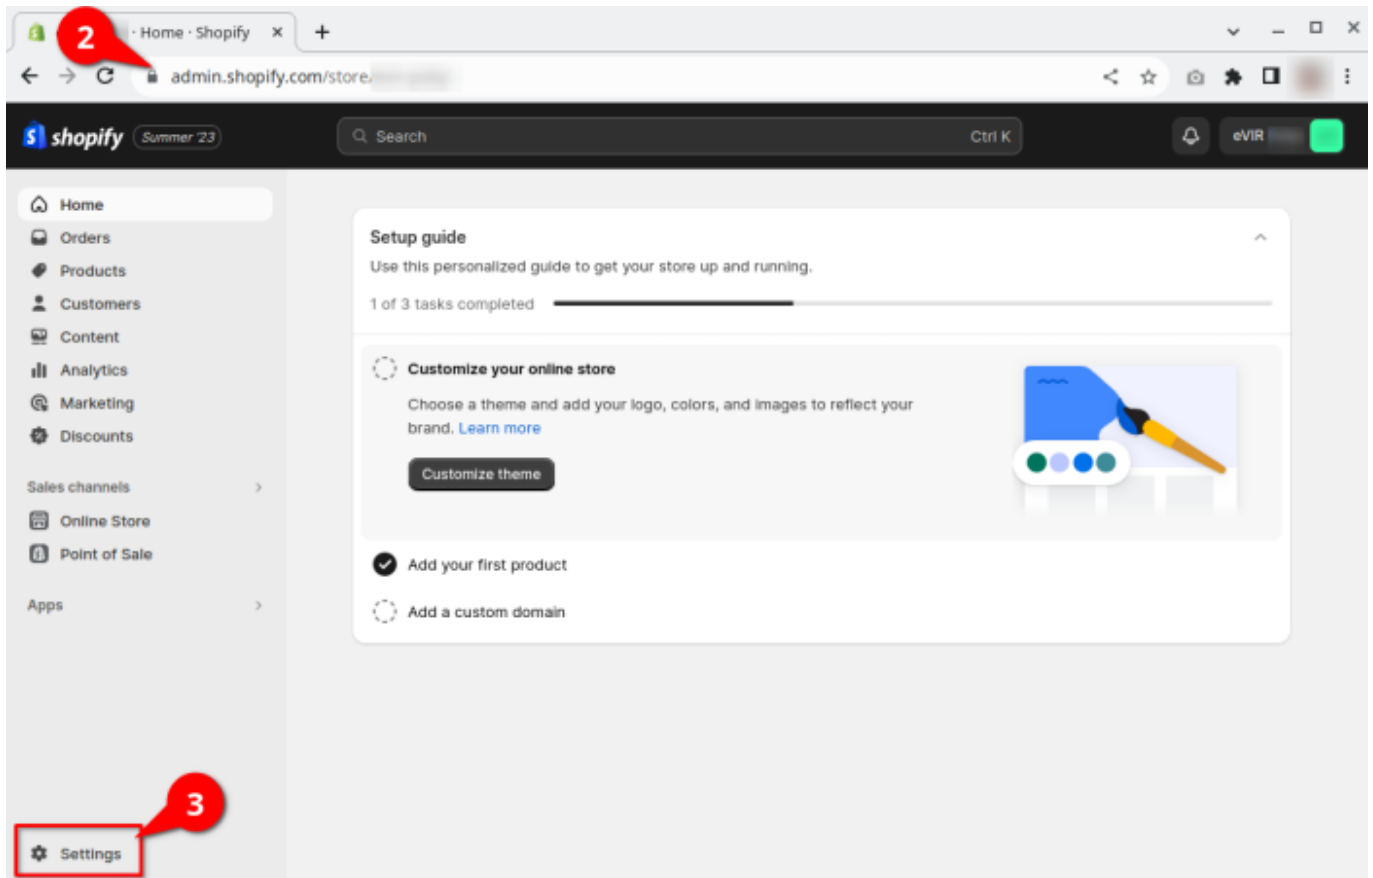 2
· Home · Shopify
admin.shopify.com/store/
shopify Summer '23
Search Ctrl K
eVIR
Home
Orders
Products
Customers
Content
Analytics
Marketing
Discounts
Sales channels
Online Store
Point of Sale
Apps
3
Settings
Setup guide
Use this personalized guide to get your store up and running.
1 of 3 tasks completed
Customize your online store
Choose a theme and add your logo, colors, and images to reflect your
brand. Learn more
Customize theme
Add your first product
Add a custom domain